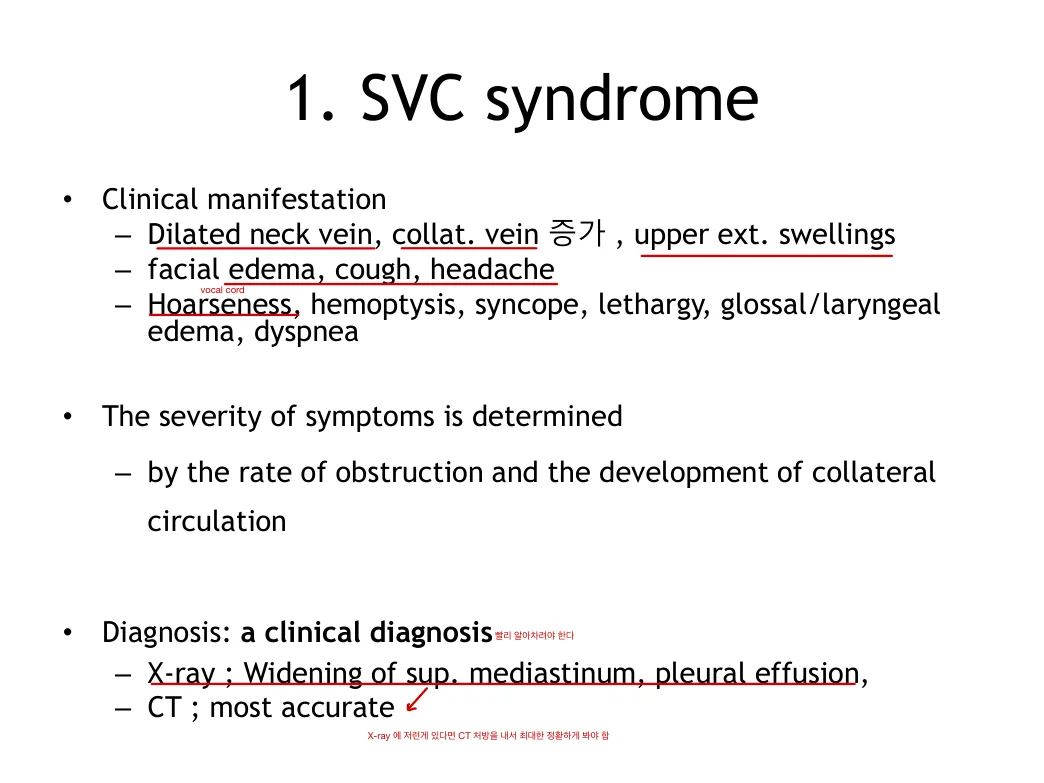 1. SVC syndrome
• Clinical manifestation
– Dilated neck vein, collat. vein 증가 , upper ext. swellings
– facial edema, cough, headache
vocal cord
– Hoarseness, hemoptysis, syncope, lethargy, glossal/laryngeal
edema, dyspnea
• The severity of symptoms is determined
– by the rate of obstruction and the development of collateral
circulation
• Diagnosis: a clinical diagnosis 빨리 알아차려야 한다
– X-ray ; Widening of sup. mediastinum, pleural effusion,
– CT ; most accurate
X-ray 에 저런게 있다면 CT 처방을 내서 최대한 정확하게 봐야 함